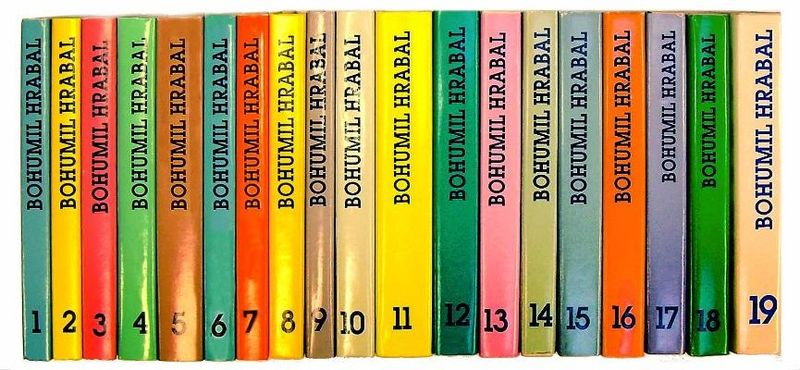 BOHUMIL HRABAL
1
BOHUMIL HRABAL
2
BOHUMIL HRABAL
3
BOHUMIL HRABAL
4
BOHUMIL HRABAL
5
BOHUMIL HRABAL
6
BOHUMIL HRABAL
7
BOHUMIL HRABAL
8
BOHUMIL HRABAL
9
BOHUMIL HRABAL
10
BOHUMIL HRABAL
11
BOHUMIL HRABAL
12
BOHUMIL HRABAL
13
BOHUMIL HRABAL
14
BOHUMIL HRABAL
15
BOHUMIL HRABAL
16
BOHUMIL HRABAL
17
BOHUMIL HRABAL
18
BOHUMIL HRABAL
19